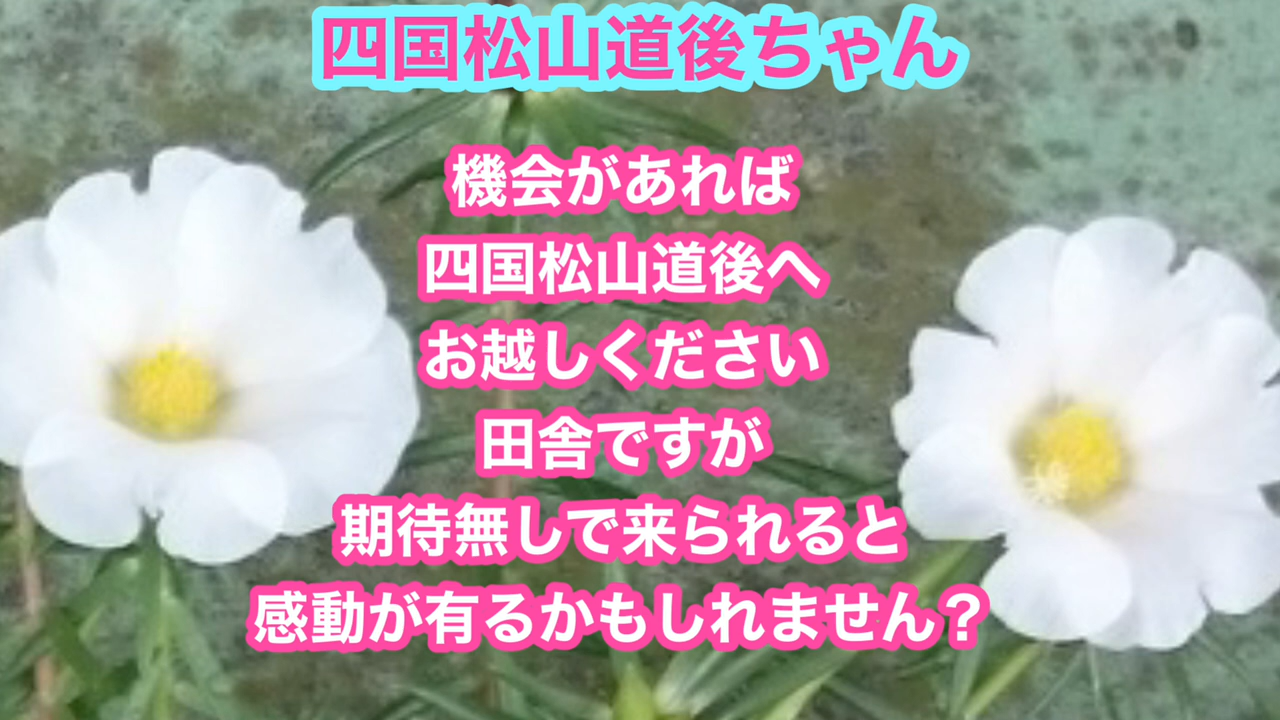 四国松山道後ちゃん
機会があれば
四国松山道後へ
お越しください
田舎ですが
期待無しで来られると
感動が有るかもしれません？